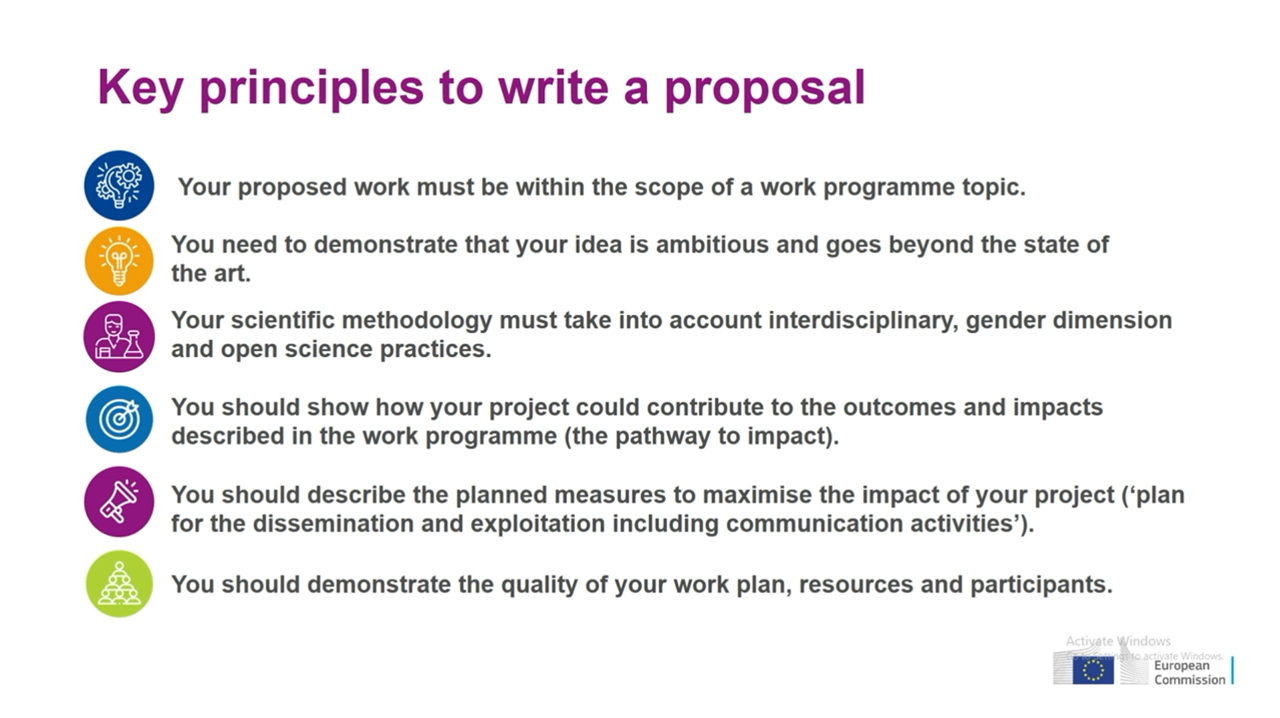 Key principles to write a proposal
Your proposed work must be within the scope of a work programme topic.
You need to demonstrate that your idea is ambitious and goes beyond the state of
the art.
Your scientific methodology must take into account interdisciplinary, gender dimension
and open science practices.
You should show how your project could contribute to the outcomes and impacts
described in the work programme (the pathway to impact).
You should describe the planned measures to maximise the impact of your project (‘plan
for the dissemination and exploitation including communication activities’).
You should demonstrate the quality of your work plan, resources and participants.
Activate Windows
to activate Windows.
European
Commission